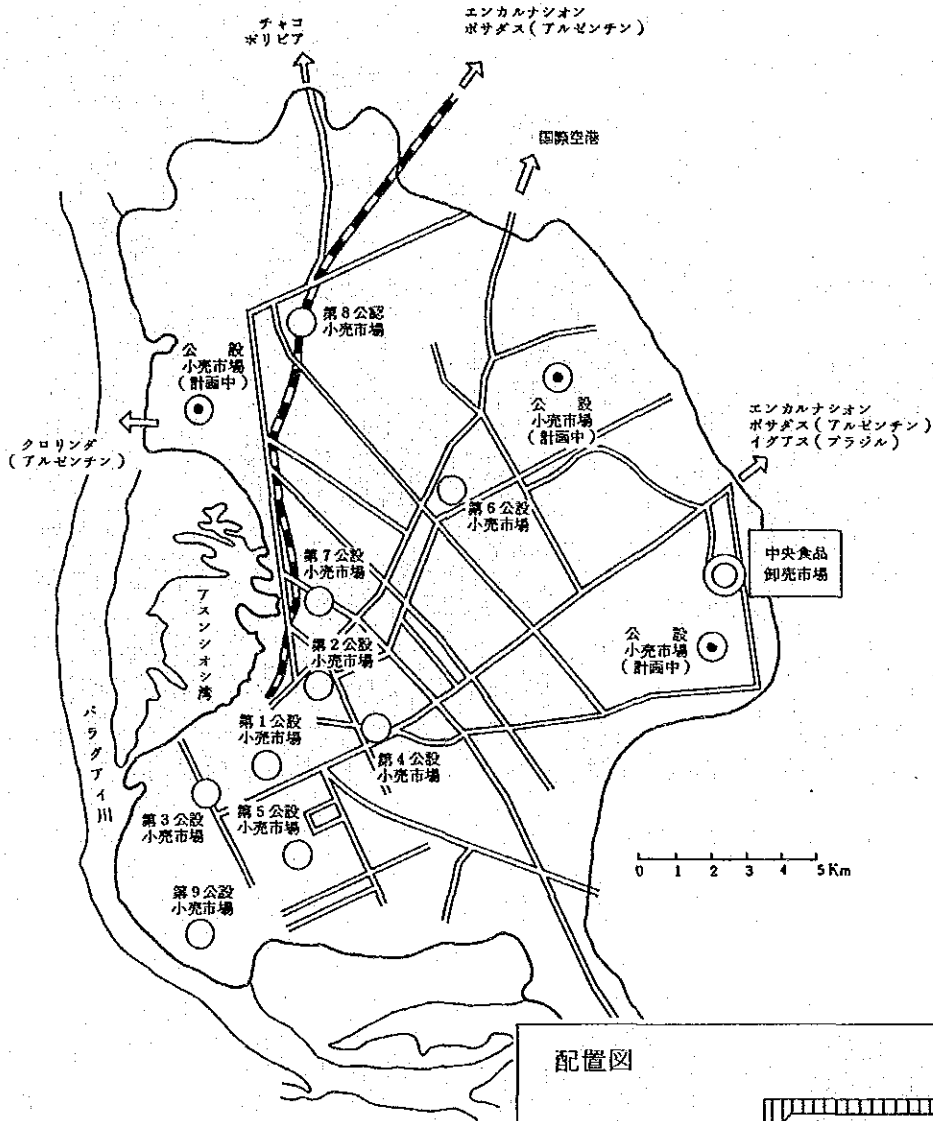 チャコ
ボリビア
エンカルナシオン
ポサダス(アルゼンチン)
国際空港
第8公認
小売市場
公設
小売市場
(計画中)
クロリンダ
(アルゼンチン)
公設
小売市場
(計画中)
エンカルナシオン
ポサダス(アルゼンチン)
イグアス(ブラジル)
第6公設
小売市場
中央食品
卸売市場
第7公設
小売市場
アスンシオン湾
第2公設
小売市場
公設
小売市場
(計画中)
パラグアイ川
第1公設
小売市場
第4公設
小売市場
第3公設
小売市場
第5公設
小売市場
0 1 2 3 4 5Km
第9公設
小売市場
配置図